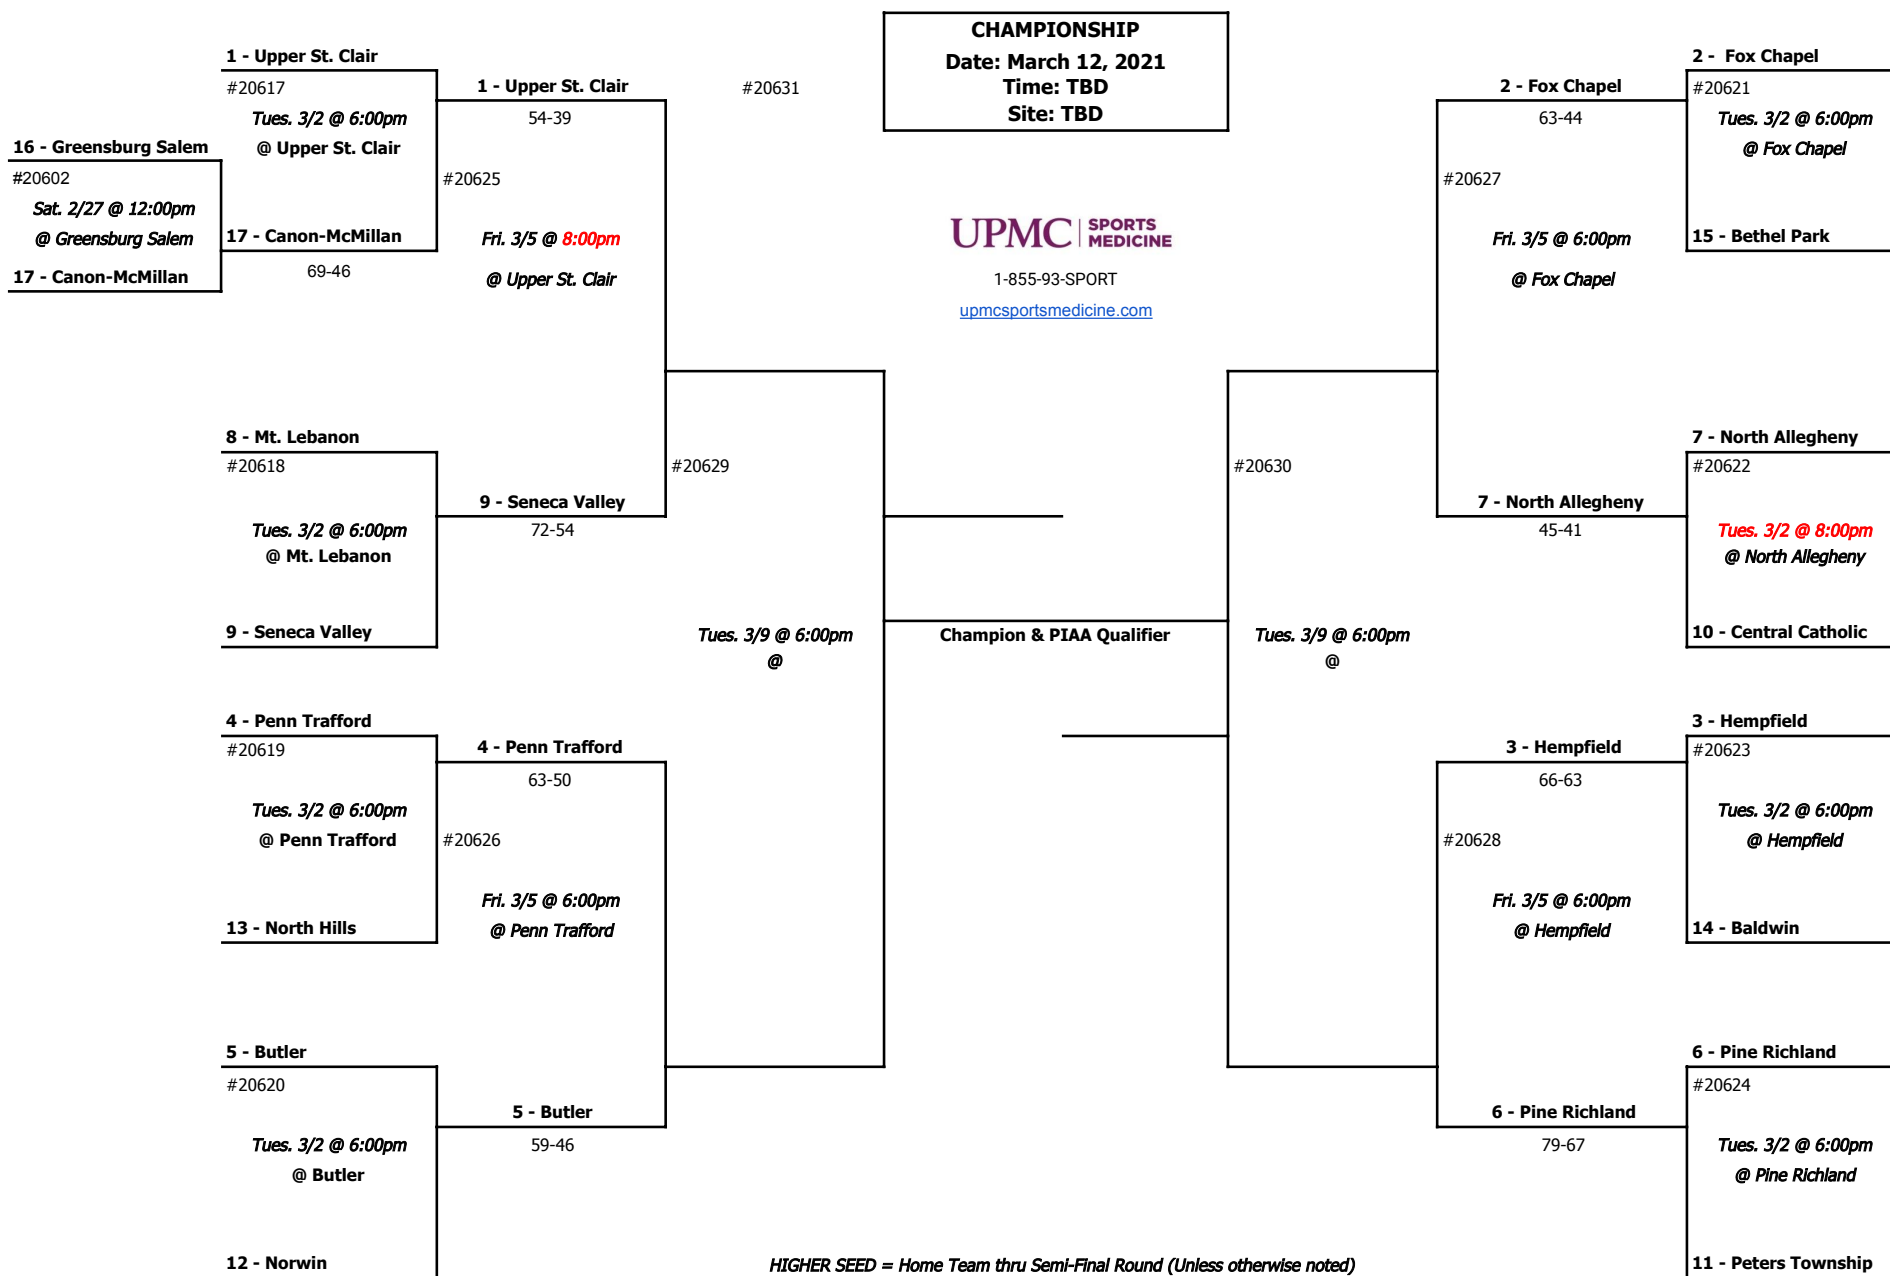 CHAMPIONSHIP
Date: March 12, 2021
Time: TBD
Site: TBD
1 - Upper St. Clair
#20617
Tues. 3/2 @ 6:00pm
@ Upper St. Clair
16 - Greensburg Salem
#20602
Sat. 2/27 @ 12:00pm
@ Greensburg Salem
17 - Canon-McMillan
17 - Canon-McMillan
69-46
1 - Upper St. Clair
54-39
#20625
Fri. 3/5 @ 8:00pm
@ Upper St. Clair
8 - Mt. Lebanon
#20618
Tues. 3/2 @ 6:00pm
@ Mt. Lebanon
9 - Seneca Valley
9 - Seneca Valley
72-54
4 - Penn Trafford
#20619
Tues. 3/2 @ 6:00pm
@ Penn Trafford
13 - North Hills
4 - Penn Trafford
63-50
#20626
Fri. 3/5 @ 6:00pm
@ Penn Trafford
5 - Butler
#20620
Tues. 3/2 @ 6:00pm
@ Butler
12 - Norwin
5 - Butler
59-46
#20629
Tues. 3/9 @ 6:00pm
@
#20631
UPMC | SPORTS MEDICINE
1-855-93-SPORT
upmcsportsmedicine.com
Champion & PIAA Qualifier
#20630
Tues. 3/9 @ 6:00pm
@
2 - Fox Chapel
63-44
#20627
Fri. 3/5 @ 6:00pm
@ Fox Chapel
7 - North Allegheny
45-41
3 - Hempfield
66-63
#20628
Fri. 3/5 @ 6:00pm
@ Hempfield
6 - Pine Richland
79-67
2 - Fox Chapel
#20621
Tues. 3/2 @ 6:00pm
@ Fox Chapel
15 - Bethel Park
7 - North Allegheny
#20622
Tues. 3/2 @ 8:00pm
@ North Allegheny
10 - Central Catholic
3 - Hempfield
#20623
Tues. 3/2 @ 6:00pm
@ Hempfield
14 - Baldwin
6 - Pine Richland
#20624
Tues. 3/2 @ 6:00pm
@ Pine Richland
11 - Peters Township
HIGHER SEED = Home Team thru Semi-Final Round (Unless otherwise noted)